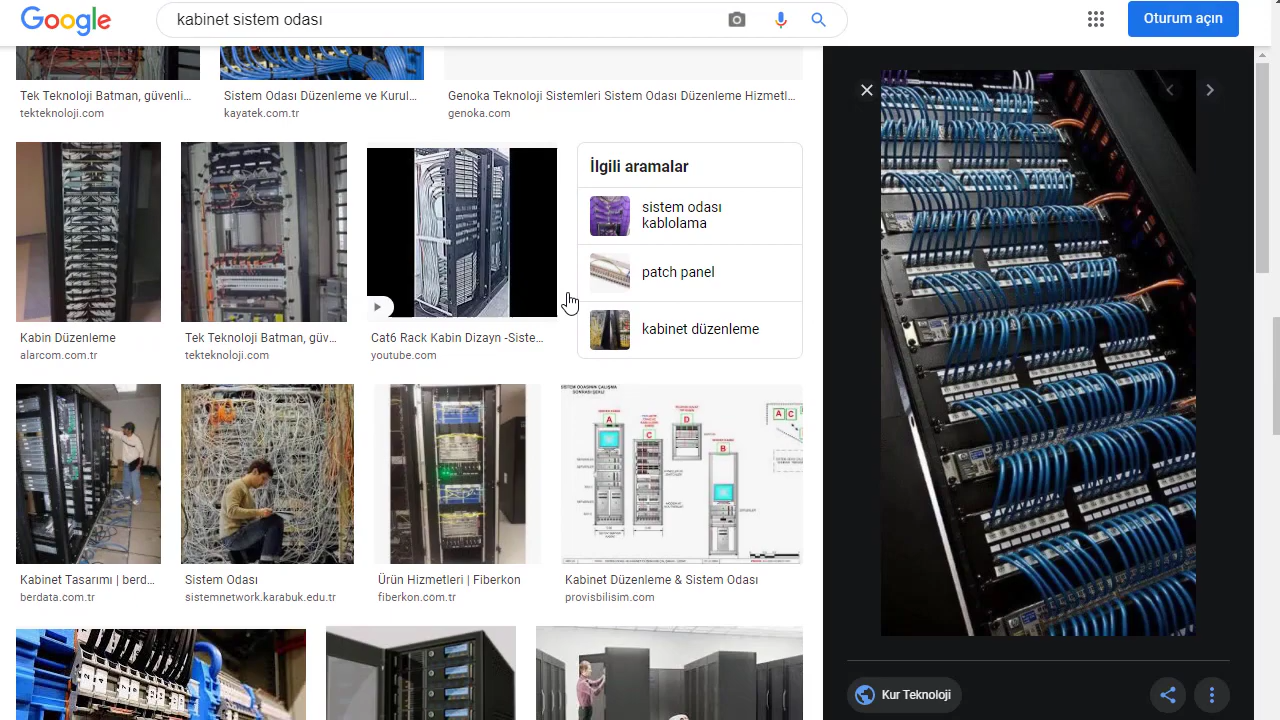 Google
kabinet sistem odası
Oturum açın
Tek Teknoloji Batman, güvenli...
tekteknoloji.com
Sistem Odası Düzenleme ve Kurul...
kayatek.com.tr
Genoka Teknoloji Sistemleri Sistem Odası Düzenleme Hizmetl...
genoka.com
İlgili aramalar
sistem odası
kablolama
patch panel
kabinet düzenleme
Kabin Düzenleme
alarcom.com.tr
Tek Teknoloji Batman, güv...
tekteknoloji.com
Cat6 Rack Kabin Dizayn -Siste...
youtube.com
A
C
D
B
A C
Kabinet Tasarımı | berd...
berdata.com.tr
Sistem Odası
sistemnetwork.karabuk.edu.tr
Ürün Hizmetleri | Fiberkon
fiberkon.com.tr
Kabinet Düzenleme & Sistem Odası
provisbilisim.com
Kur Teknoloji